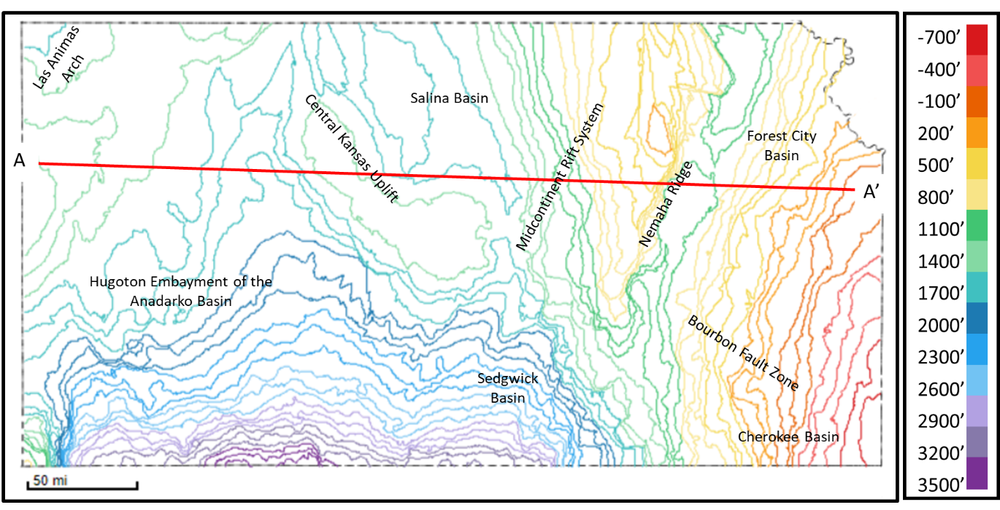 Las Animas
Arch
Central Kansas Uplift
Salina Basin
Midcontinent Rift System
Nemaha Ridge
Forest City
Basin
A
A’
Hugoton Embayment of the
Anadarko Basin
Sedgwick
Basin
Bourbon Fault Zone
Cherokee Basin
50 mi
-700’
-400’
-100’
200’
500’
800’
1100’
1400’
1700’
2000’
2300’
2600’
2900’
3200’
3500’